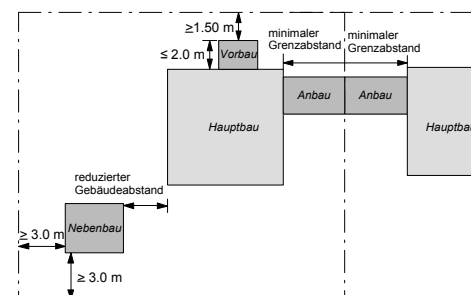 ≥1.50 m
≤ 2.0 m
Vorbau
minimaler
Grenzabstand
minimaler
Grenzabstand
Anbau
Anbau
Hauptbau
Hauptbau
reduzierter
Gebäudeabstand
Nebenbau
≥ 3.0 m
≥ 3.0 m